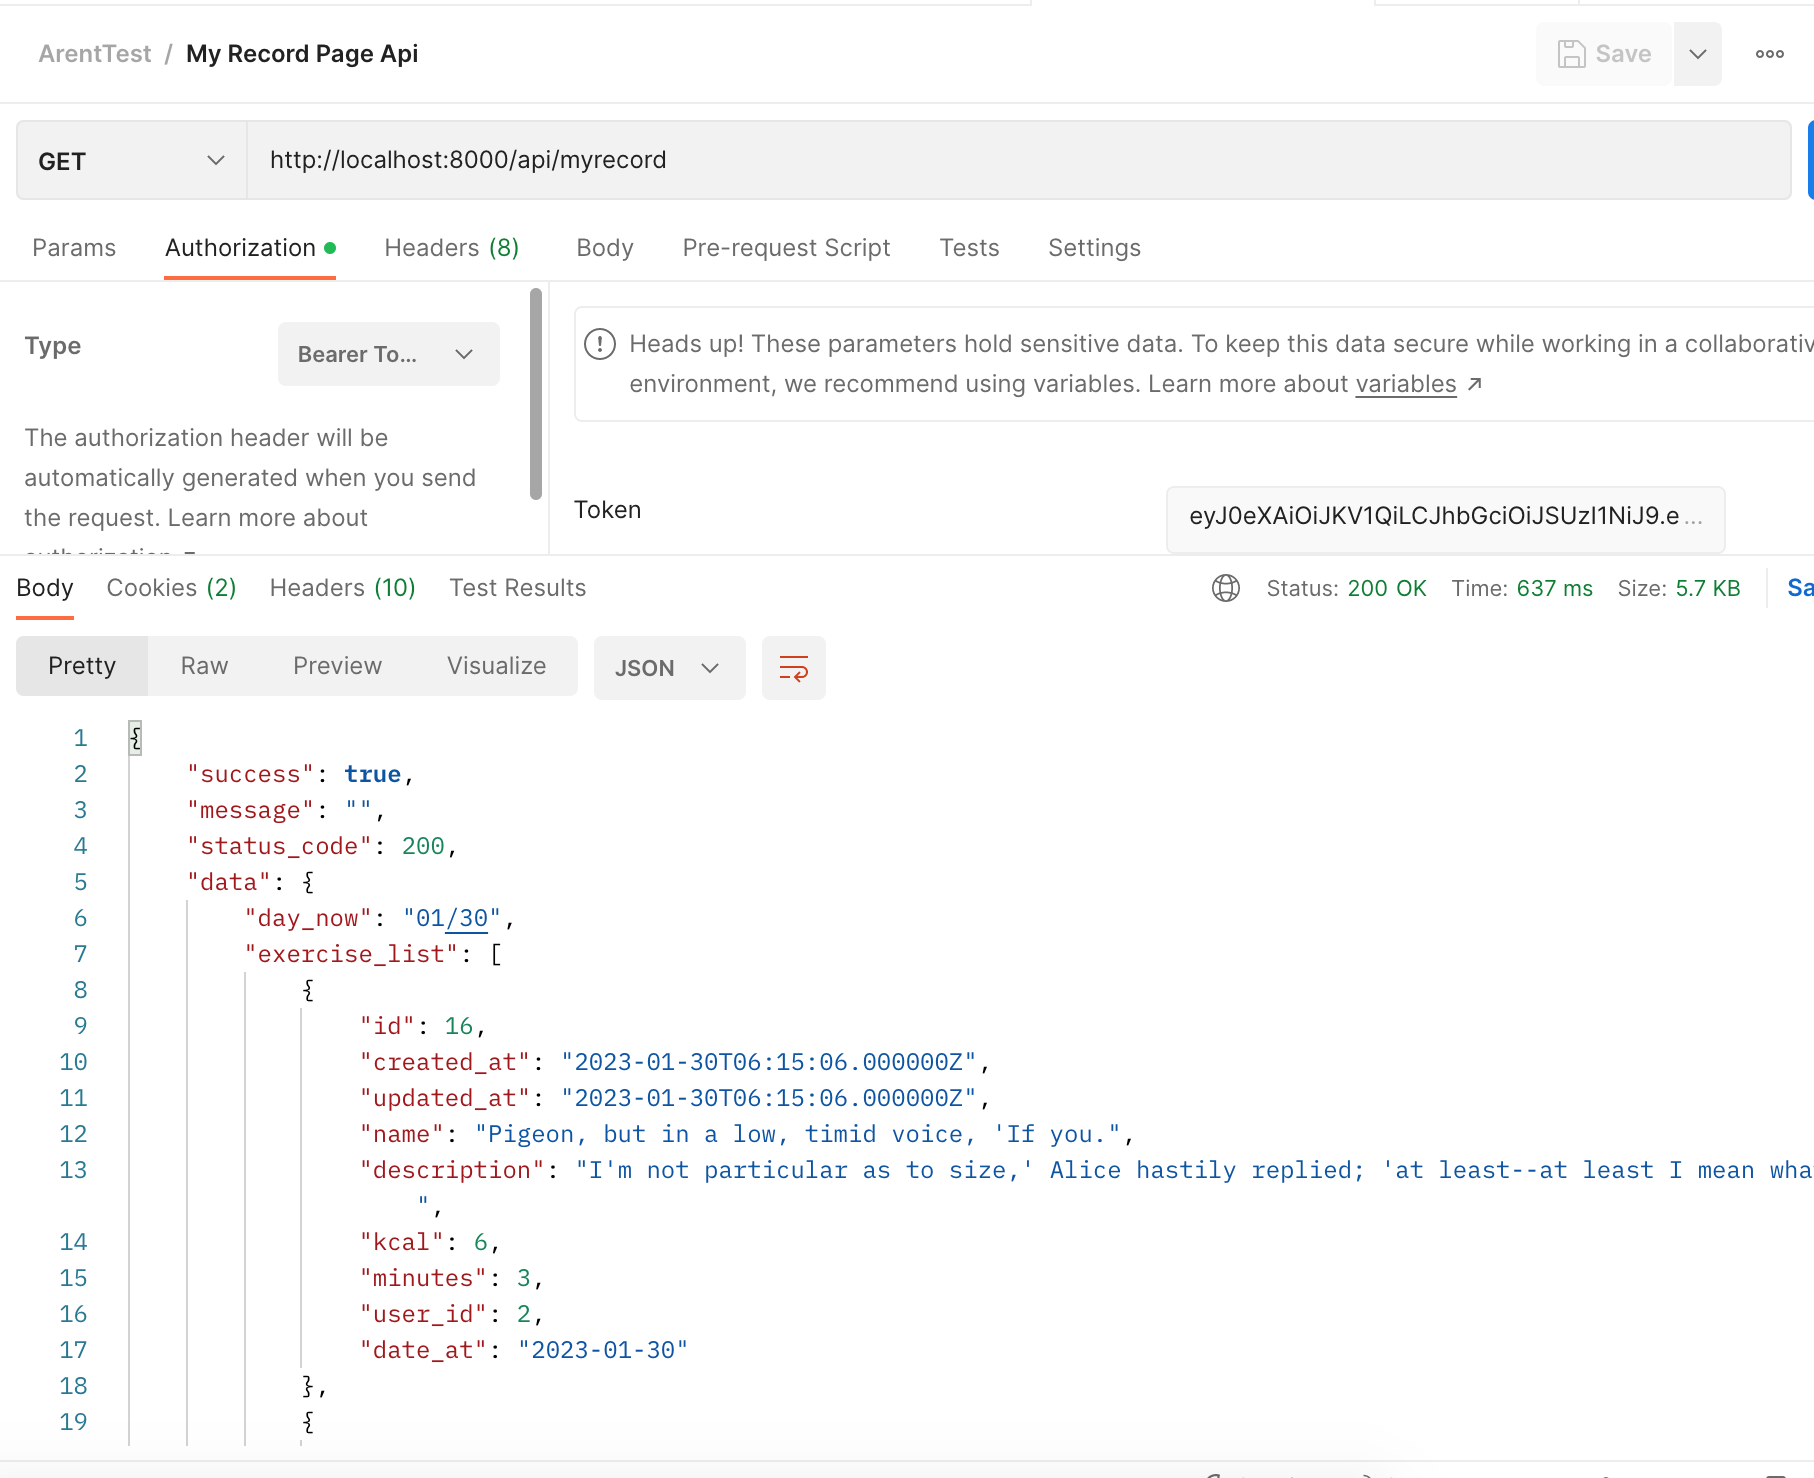 ArentTest / My Record Page Api
Save
GET
http://localhost:8000/api/myrecord
Params Authorization Headers (8) Body Pre-request Script Tests Settings
Type
Bearer To...
The authorization header will be
automatically generated when you send
the request. Learn more about
authorization
Heads up! These parameters hold sensitive data. To keep this data secure while working in a collaborativ
environment, we recommend using variables. Learn more about variables ↗
Token
eyJ0eXAiOiJKV1QiLCJhbGciOiJSUzI1NiJ9.e ...
Body Cookies (2) Headers (10) Test Results
Status: 200 OK Time: 637 ms Size: 5.7 KB Sa
Pretty Raw Preview Visualize JSON
1 {
2 "success": true,
3 "message": "",
4 "status_code": 200,
5 "data": {
6 "day_now": "01/30",
7 "exercise_list": [
8 {
9 "id": 16,
10 "created_at": "2023-01-30T06:15:06.000000Z",
11 "updated_at": "2023-01-30T06:15:06.000000Z",
12 "name": "Pigeon, but in a low, timid voice, 'If you.",
13 "description": "I'm not particular as to size,' Alice hastily replied; 'at least--at least I mean wha
",
14 "kcal": 6,
15 "minutes": 3,
16 "user_id": 2,
17 "date_at": "2023-01-30"
18 },
19 {